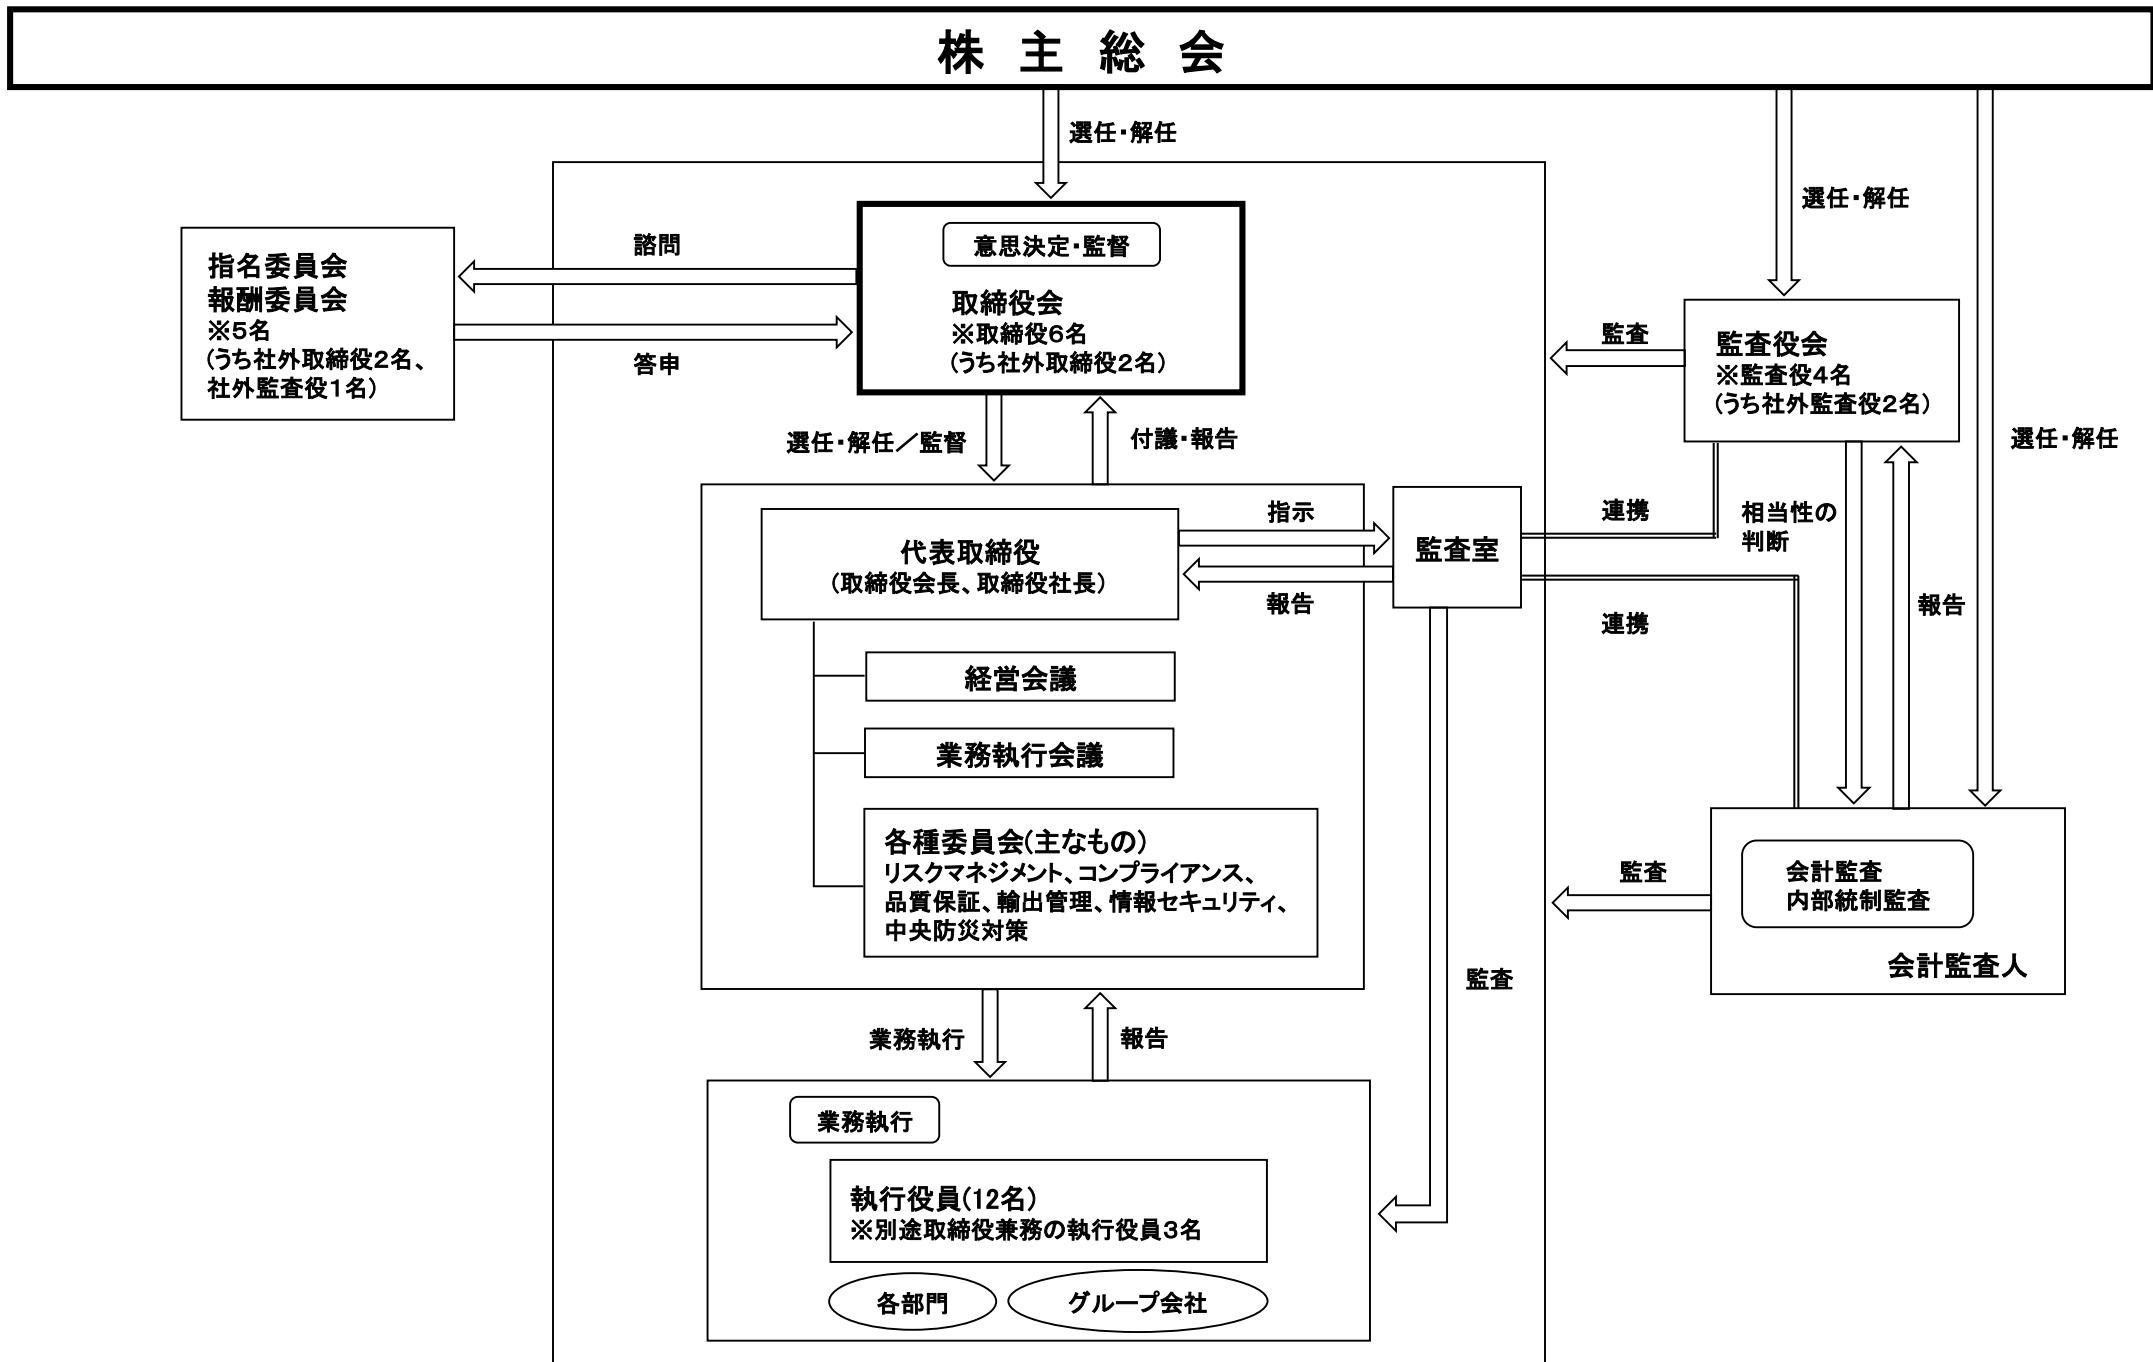 株主総会
選任・解任
選任・解任
選任・解任
指名委員会
報酬委員会
※5名
(うち社外取締役2名、
社外監査役1名)
諮問
答申
意思決定・監督
取締役会
※取締役6名
(うち社外取締役2名)
監査
監査役会
※監査役4名
(うち社外監査役2名)
選任・解任／監督
付議・報告
代表取締役
(取締役会長、取締役社長)
指示
報告
監査室
連携
連携
相当性の
判断
報告
経営会議
業務執行会議
各種委員会(主なもの)
リスクマネジメント、コンプライアンス、
品質保証、輸出管理、情報セキュリティ、
中央防災対策
監査
会計監査
内部統制監査
会計監査人
監査
業務執行
報告
業務執行
執行役員(12名)
※別途取締役兼務の執行役員3名
各部門
グループ会社